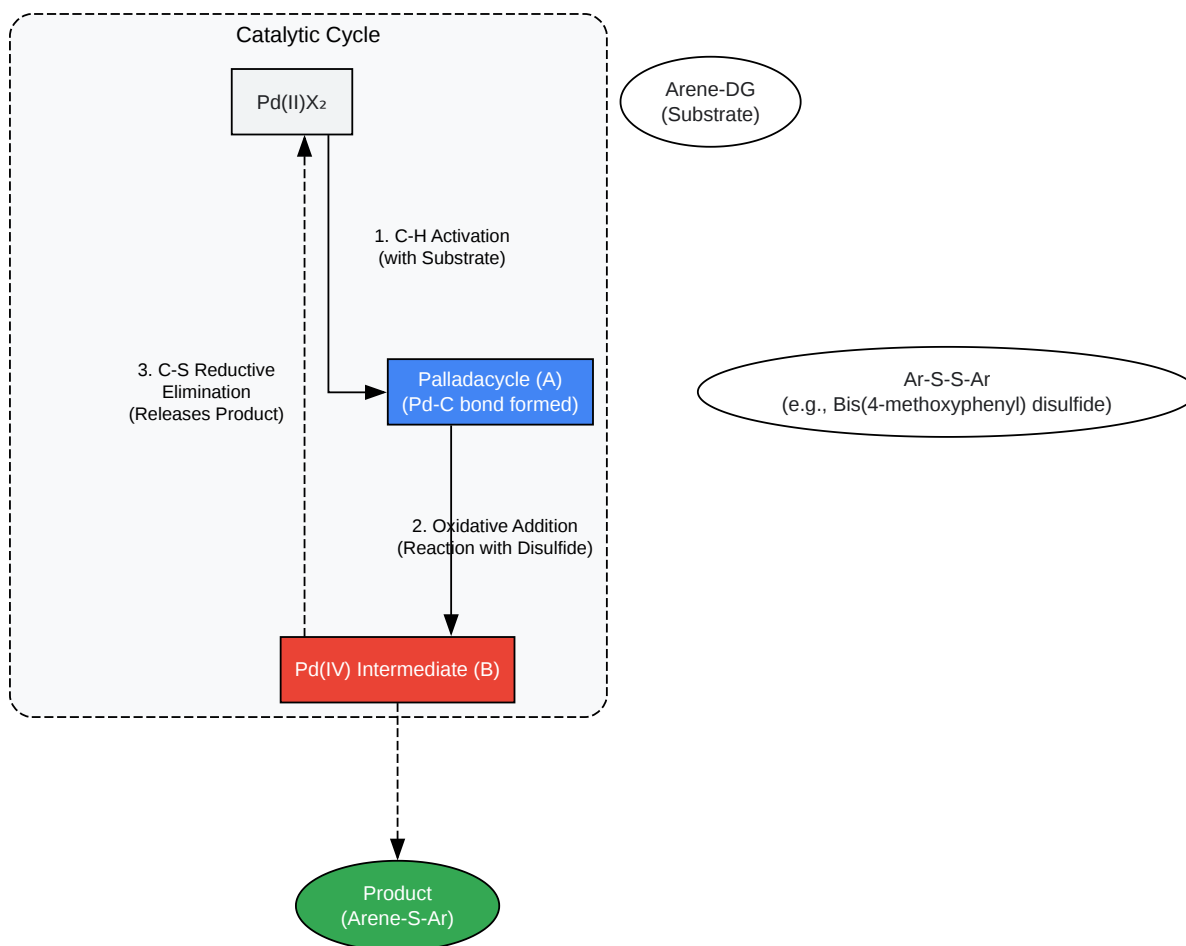 Catalytic Cycle
Pd(II)X₂
Arene-DG
(Substrate)
1. C-H Activation
(with Substrate)
3. C-S Reductive
Elimination
(Releases Product)
Palladacycle (A)
(Pd-C bond formed)
Ar-S-S-Ar
(e.g., Bis(4-methoxyphenyl) disulfide)
2. Oxidative Addition
(Reaction with Disulfide)
Pd(IV) Intermediate (B)
Product
(Arene-S-Ar)